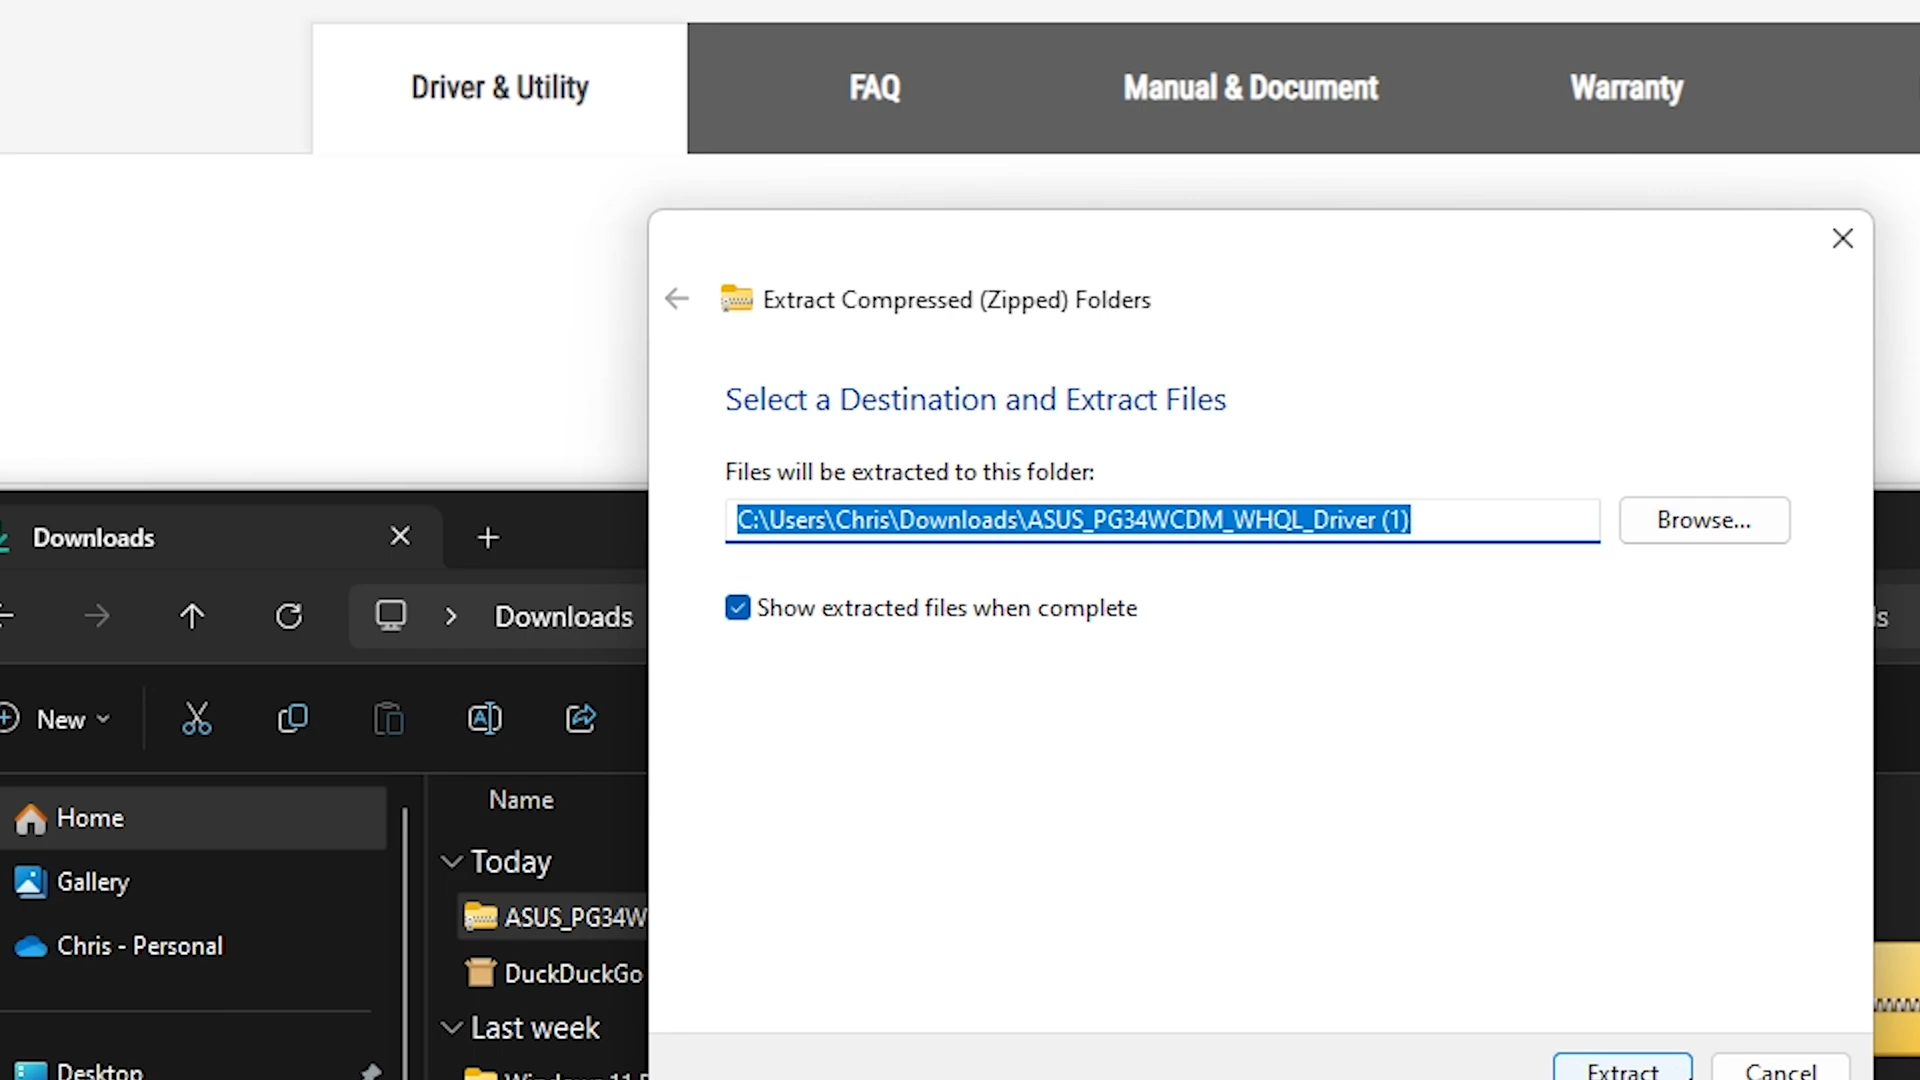 Driver & Utility
FAQ
Manual & Document
Warranty
Extract Compressed (Zipped) Folders
Select a Destination and Extract Files
Files will be extracted to this folder:
C:\Users\Chris\Downloads\ASUS_PG34WCDM_WHQL_Driver (1)
Browse...
Show extracted files when complete
Extract
Cancel
Downloads
Downloads
New
Home
Gallery
Chris - Personal
Desktop
Name
Today
ASUS_PG34W
DuckDuckGo
Last week